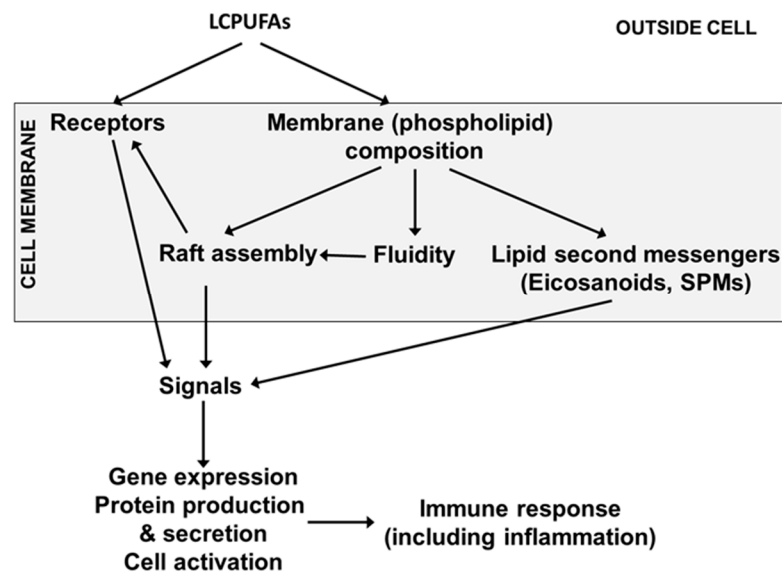 LCPUFAs
OUTSIDE CELL
CELL MEMBRANE
Receptors
Membrane (phospholipid)
composition
Raft assembly
Fluidity
Lipid second messengers
(Eicosanoids, SPMs)
Signals
Gene expression
Protein production
& secretion
Cell activation
Immune response
(including inflammation)